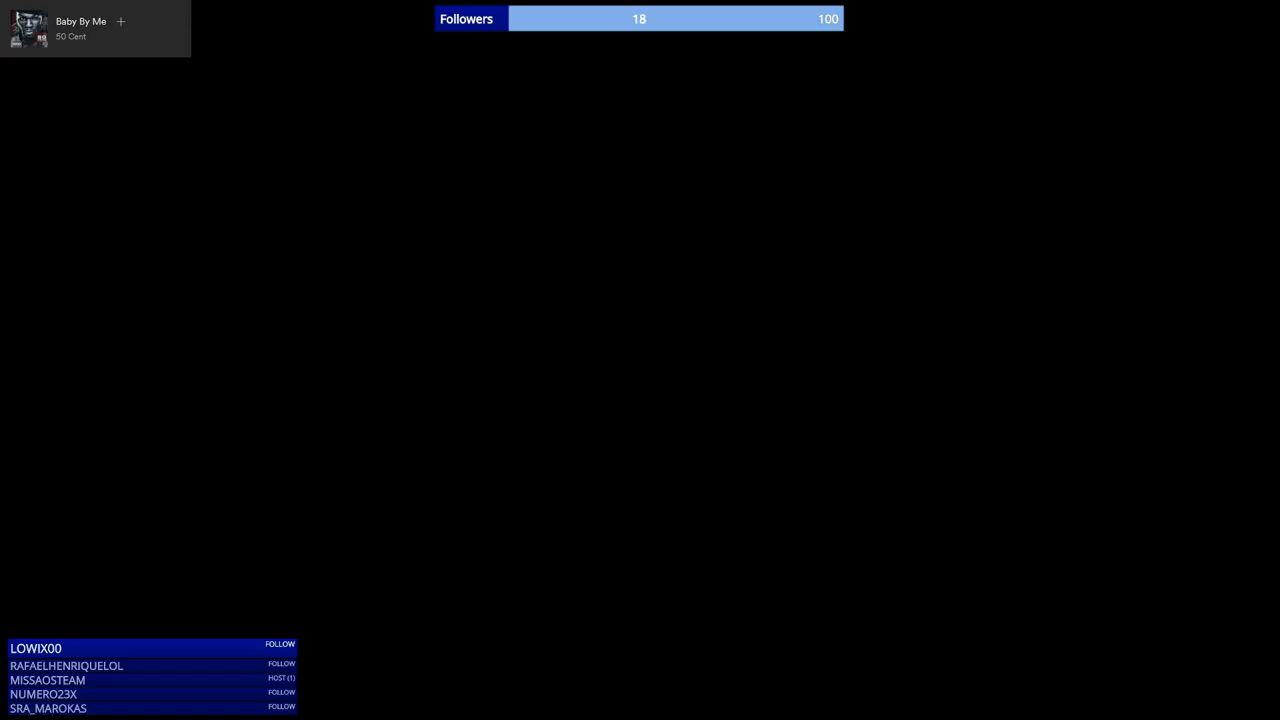 Baby By Me
50 Cent
Followers 18 100
LOWIX00 FOLLOW
RAFAELHENRIQUELOL FOLLOW
MISSAOSTEAM HOST (1)
NUMERO23X FOLLOW
SRA_MAROKAS FOLLOW